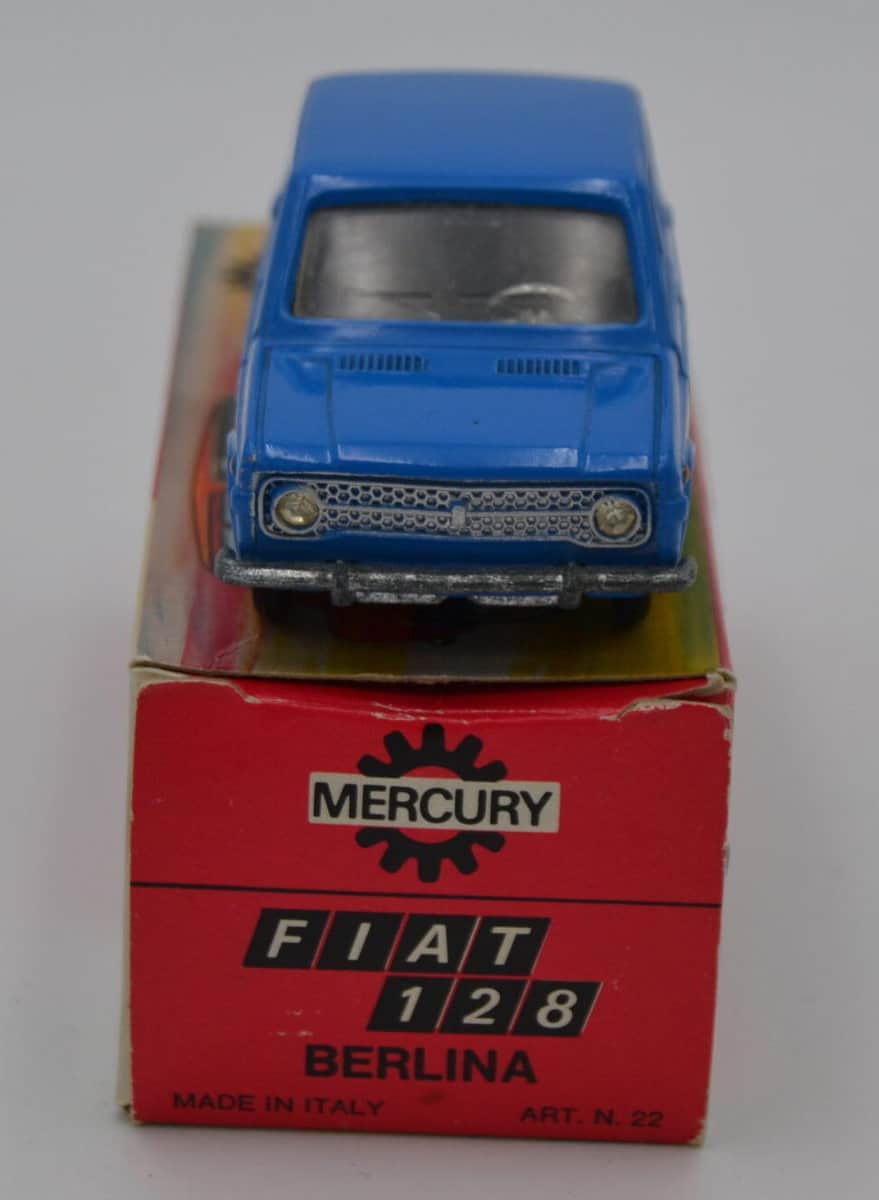 MERCURY
FIAT
128
BERLINA
MADE IN ITALY ART. N. 22